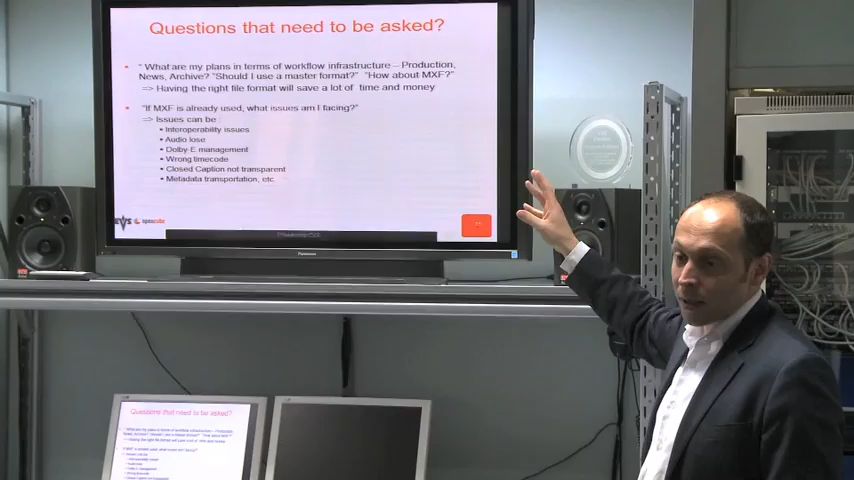 Questions that need to be asked?
" What are my plans in terms of workflow infrastructure – Production,
News, Archive? "Should I use a master format?" "How about MXF?"
=> Having the right file format will save a lot of time and money
"If MXF is already used, what issues am I facing?"
=> Issues can be :
• Interoperability issues
• Audio lose
• Dolby-E management
• Wrong timecode
• Closed Caption not transparent
• Metadata transportation, etc.
EVS opencube
Panasonic
Questions that need to be asked?